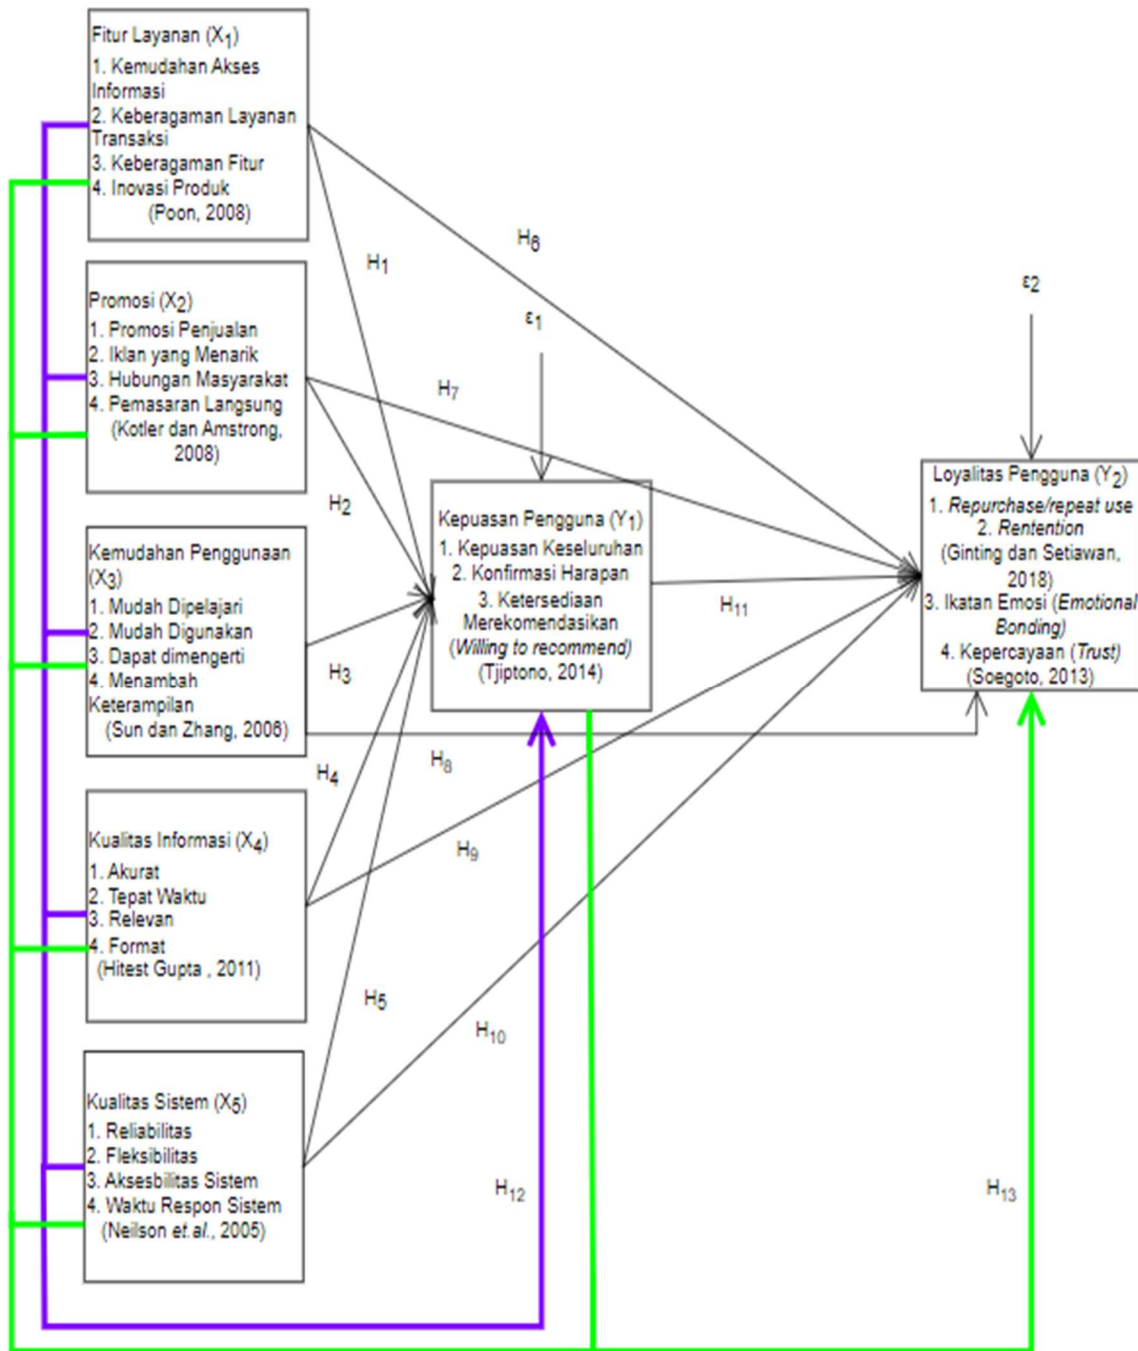 Fitur Layanan (X1)
1. Kemudahan Akses
Informasi
2. Keberagaman Layanan
Transaksi
3. Keberagaman Fitur
4. Inovasi Produk
(Poon, 2008)
Promosi (X2)
1. Promosi Penjualan
2. Iklan yang Menarik
3. Hubungan Masyarakat
4. Pemasaran Langsung
(Kotler dan Amstrong,
2008)
Kemudahan Penggunaan
(X3)
1. Mudah Dipelajari
2. Mudah Digunakan
3. Dapat dimengerti
4. Menambah
Keterampilan
(Sun dan Zhang, 2006)
Kualitas Informasi (X4)
1. Akurat
2. Tepat Waktu
3. Relevan
4. Format
(Hitest Gupta , 2011)
Kualitas Sistem (X5)
1. Reliabilitas
2. Fleksibilitas
3. Aksesbilitas Sistem
4. Waktu Respon Sistem
(Neilson et.al., 2005)
H1
H2
H3
H4
H5
ε1
Kepuasan Pengguna (Y1)
1. Kepuasan Keseluruhan
2. Konfirmasi Harapan
3. Ketersediaan
Merekomendasikan
(Willing to recommend)
(Tjiptono, 2014)
H6
H7
H8
H9
H10
H11
H12
H13
ε2
Loyalitas Pengguna (Y2)
1. Repurchase/repeat use
2. Rentention
(Ginting dan Setiawan,
2018)
3. Ikatan Emosi (Emotional
Bonding)
4. Kepercayaan (Trust)
(Soegoto, 2013)